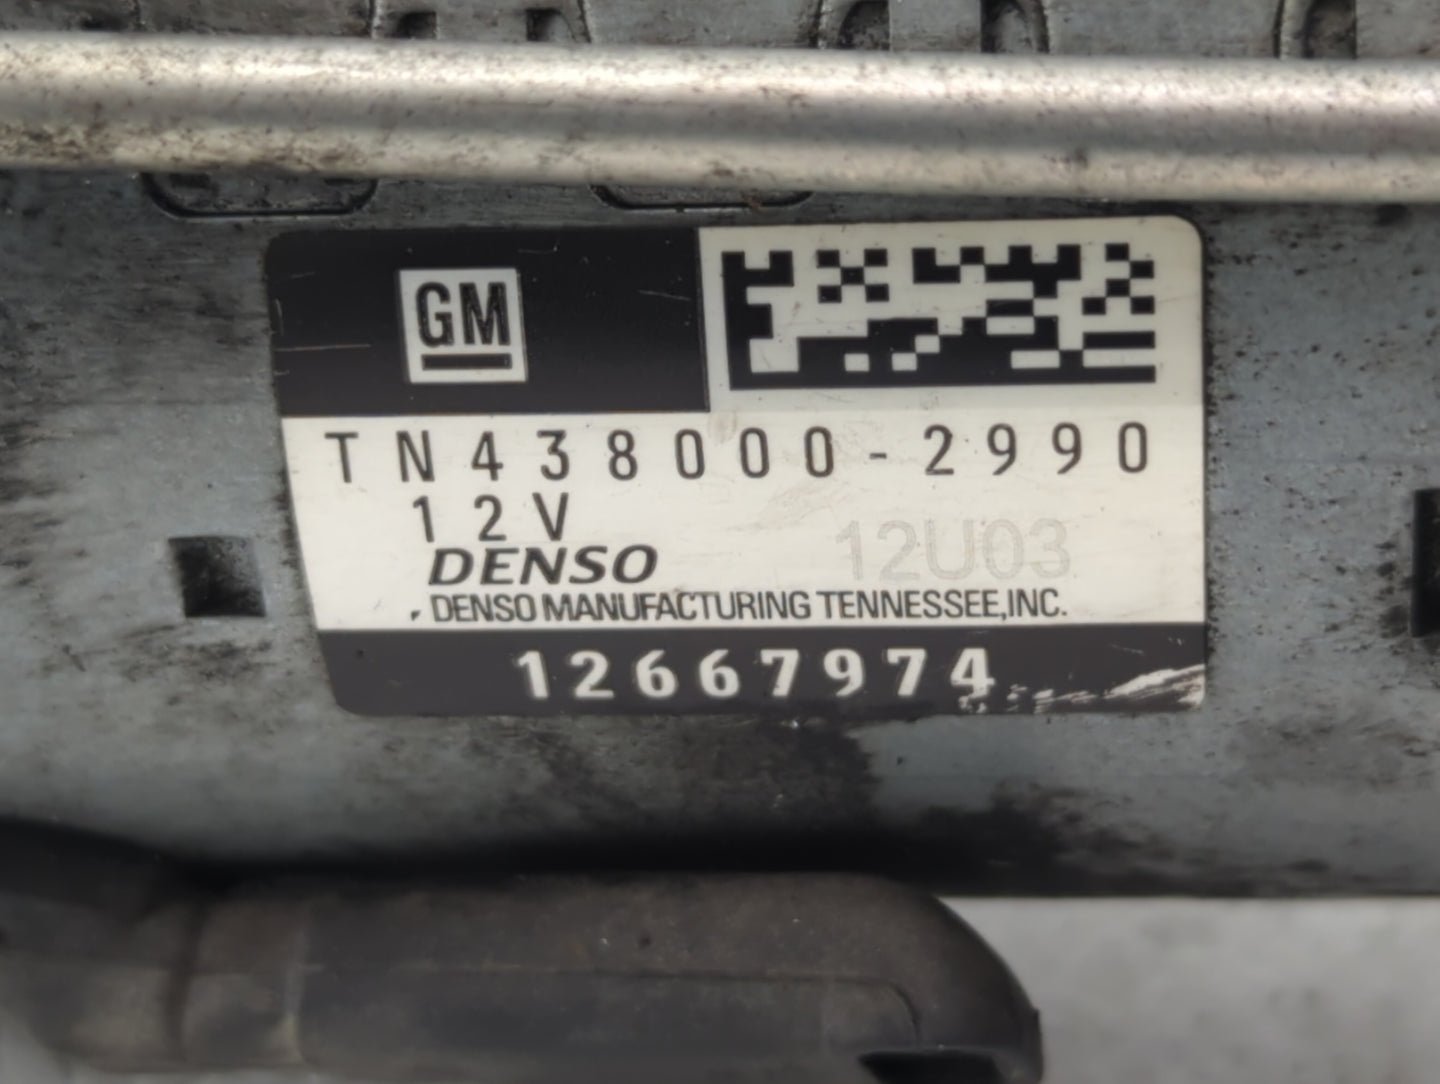 GM
TN438000-2990
12V
DENSO 12U03
DENSO MANUFACTURING TENNESSEE, INC.
12667974